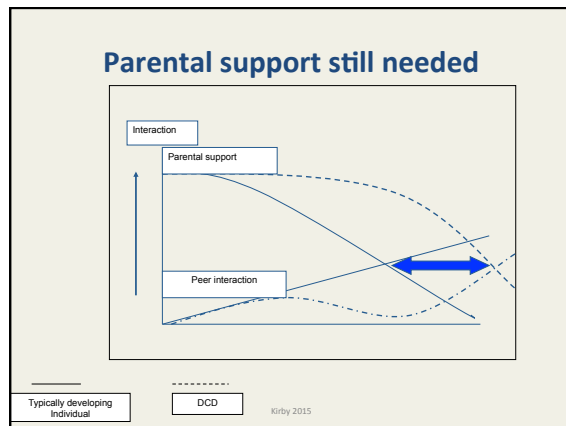 Parental support still needed
Interaction
Parental support
Peer interaction
Typically developing
Individual
DCD
Kirby 2015